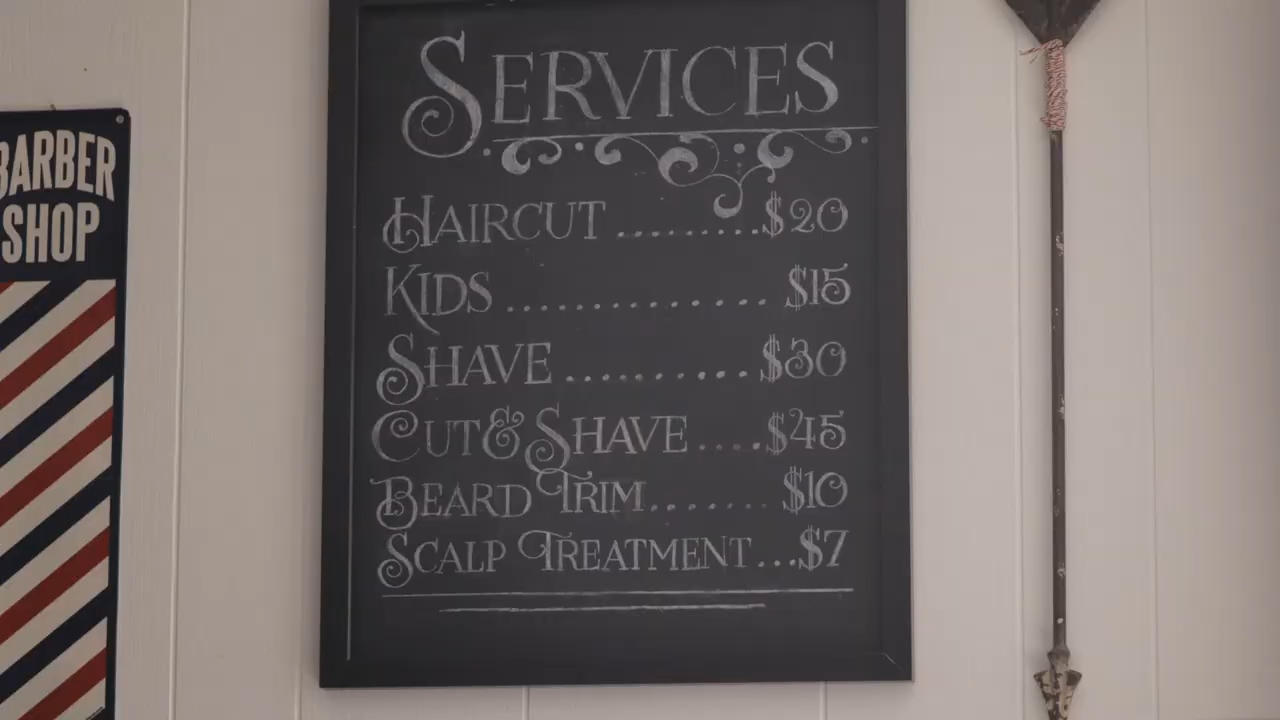 BARBER
SHOP
SERVICES
HAIRCUT .........$20
KIDS .............. $15
SHAVE ..........$30
CUT & SHAVE ....$45
BEARD TRIM ....... $10
SCALP TREATMENT ...$7